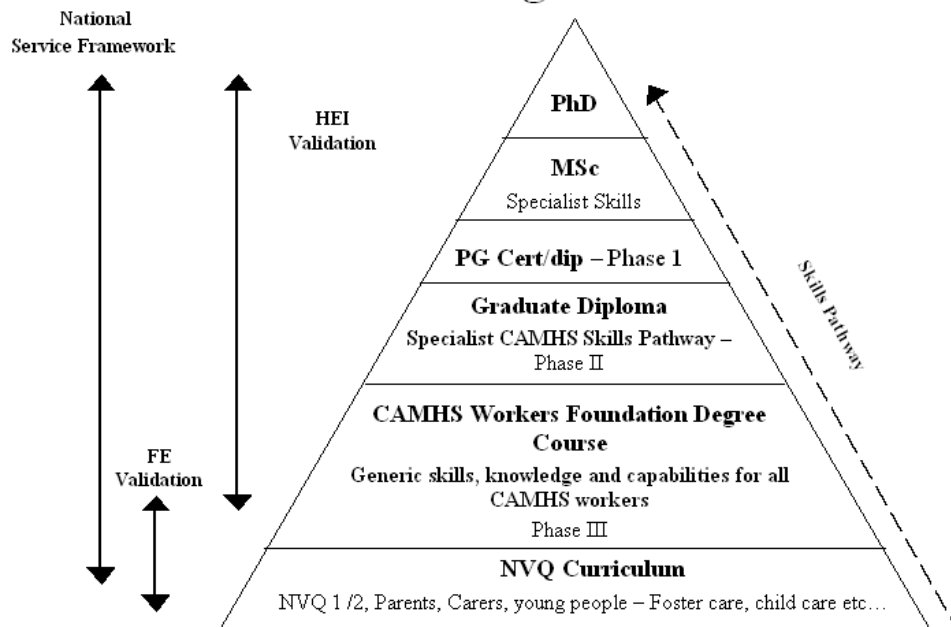 National
Service Framework
HEI
Validation
PhD
MSc
Specialist Skills
PG Cert/dip – Phase 1
Graduate Diploma
Specialist CAMHS Skills Pathway –
Phase II
Skills Pathway
CAMHS Workers Foundation Degree
Course
Generic skills, knowledge and capabilities for all
CAMHS workers
Phase III
FE
Validation
NVQ Curriculum
NVQ 1 /2, Parents, Carers, young people – Foster care, child care etc…